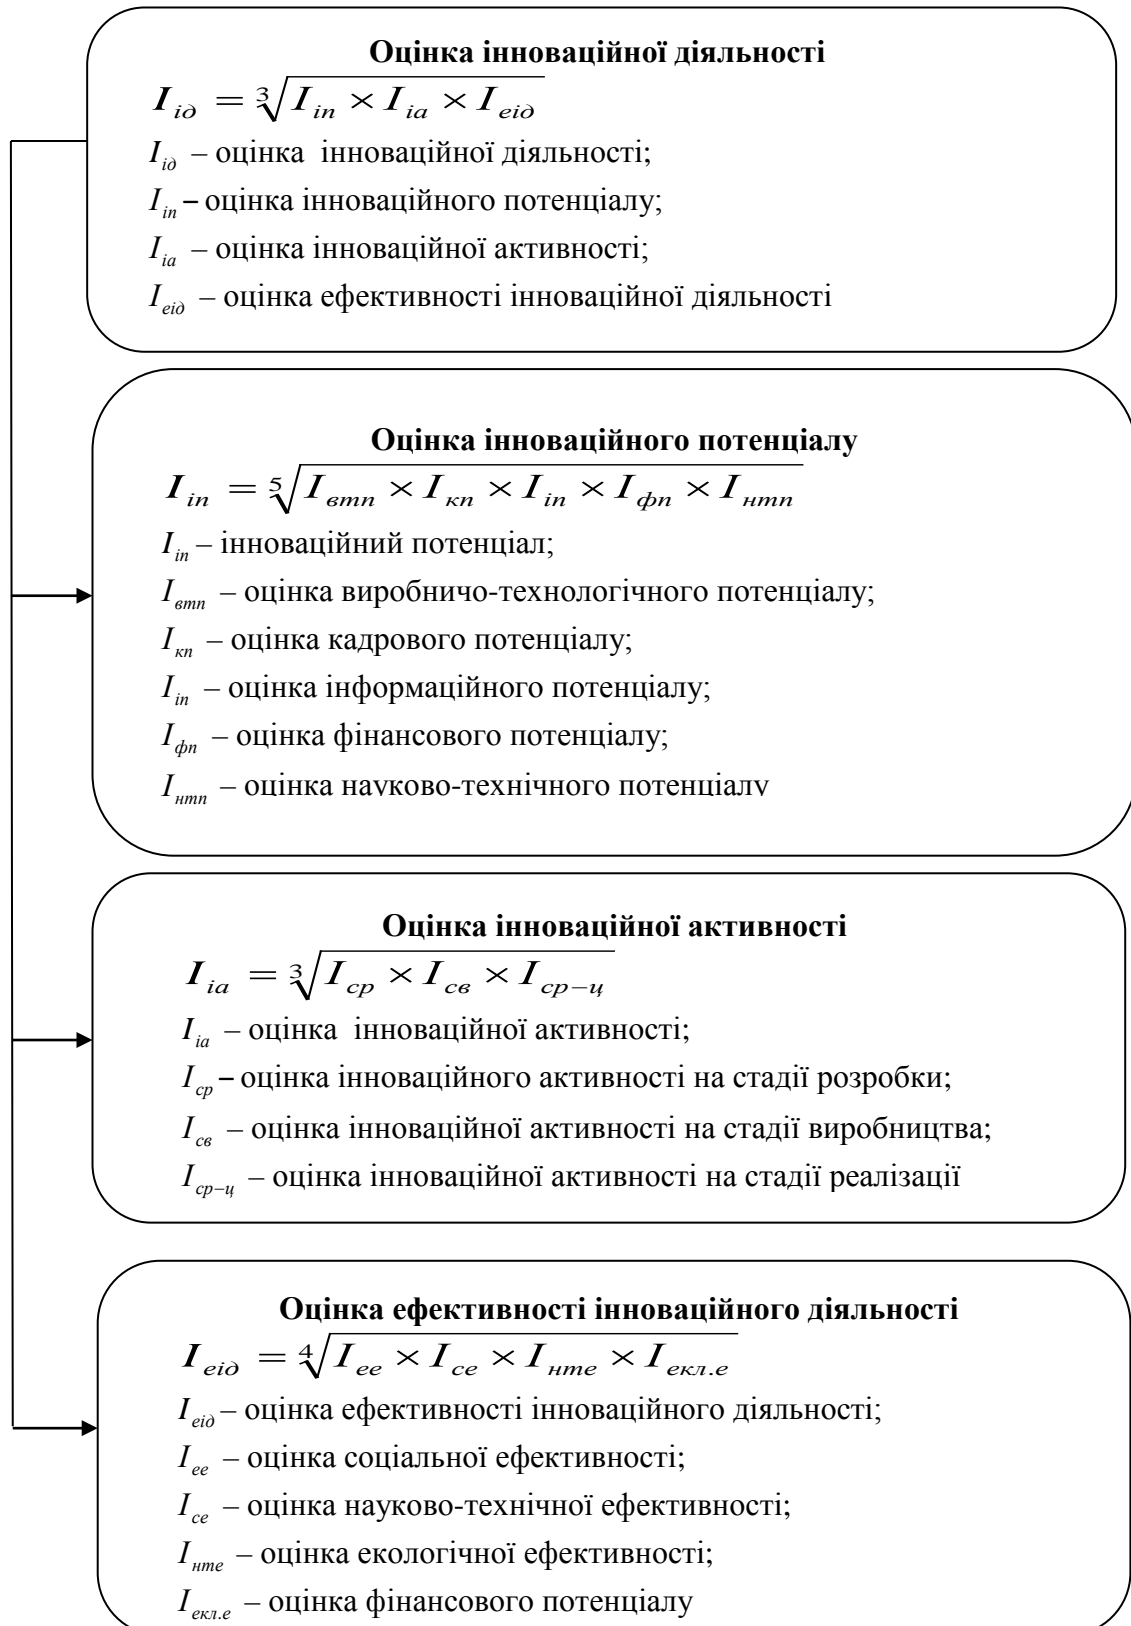 Оцінка інноваційної діяльності
I_ід = ∛(I_іп × I_іа × I_еід)
I_ід – оцінка інноваційної діяльності;
I_іп – оцінка інноваційного потенціалу;
I_іа – оцінка інноваційної активності;
I_еід – оцінка ефективності інноваційної діяльності
Оцінка інноваційного потенціалу
I_іп = ⁵√(I_втп × I_кп × I_іп × I_фп × I_нтп)
I_іп – інноваційний потенціал;
I_втп – оцінка виробничо-технологічного потенціалу;
I_кп – оцінка кадрового потенціалу;
I_іп – оцінка інформаційного потенціалу;
I_фп – оцінка фінансового потенціалу;
I_нтп – оцінка науково-технічного потенціалу
Оцінка інноваційної активності
I_іа = ∛(I_ср × I_св × I_ср–ц)
I_іа – оцінка інноваційної активності;
I_ср – оцінка інноваційного активності на стадії розробки;
I_св – оцінка інноваційної активності на стадії виробництва;
I_ср–ц – оцінка інноваційної активності на стадії реалізації
Оцінка ефективності інноваційного діяльності
I_еід = ∜(I_ее × I_се × I_нте × I_екл.е)
I_еід – оцінка ефективності інноваційного діяльності;
I_ее – оцінка соціальної ефективності;
I_се – оцінка науково-технічної ефективності;
I_нте – оцінка екологічної ефективності;
I_екл.е – оцінка фінансового потенціалу